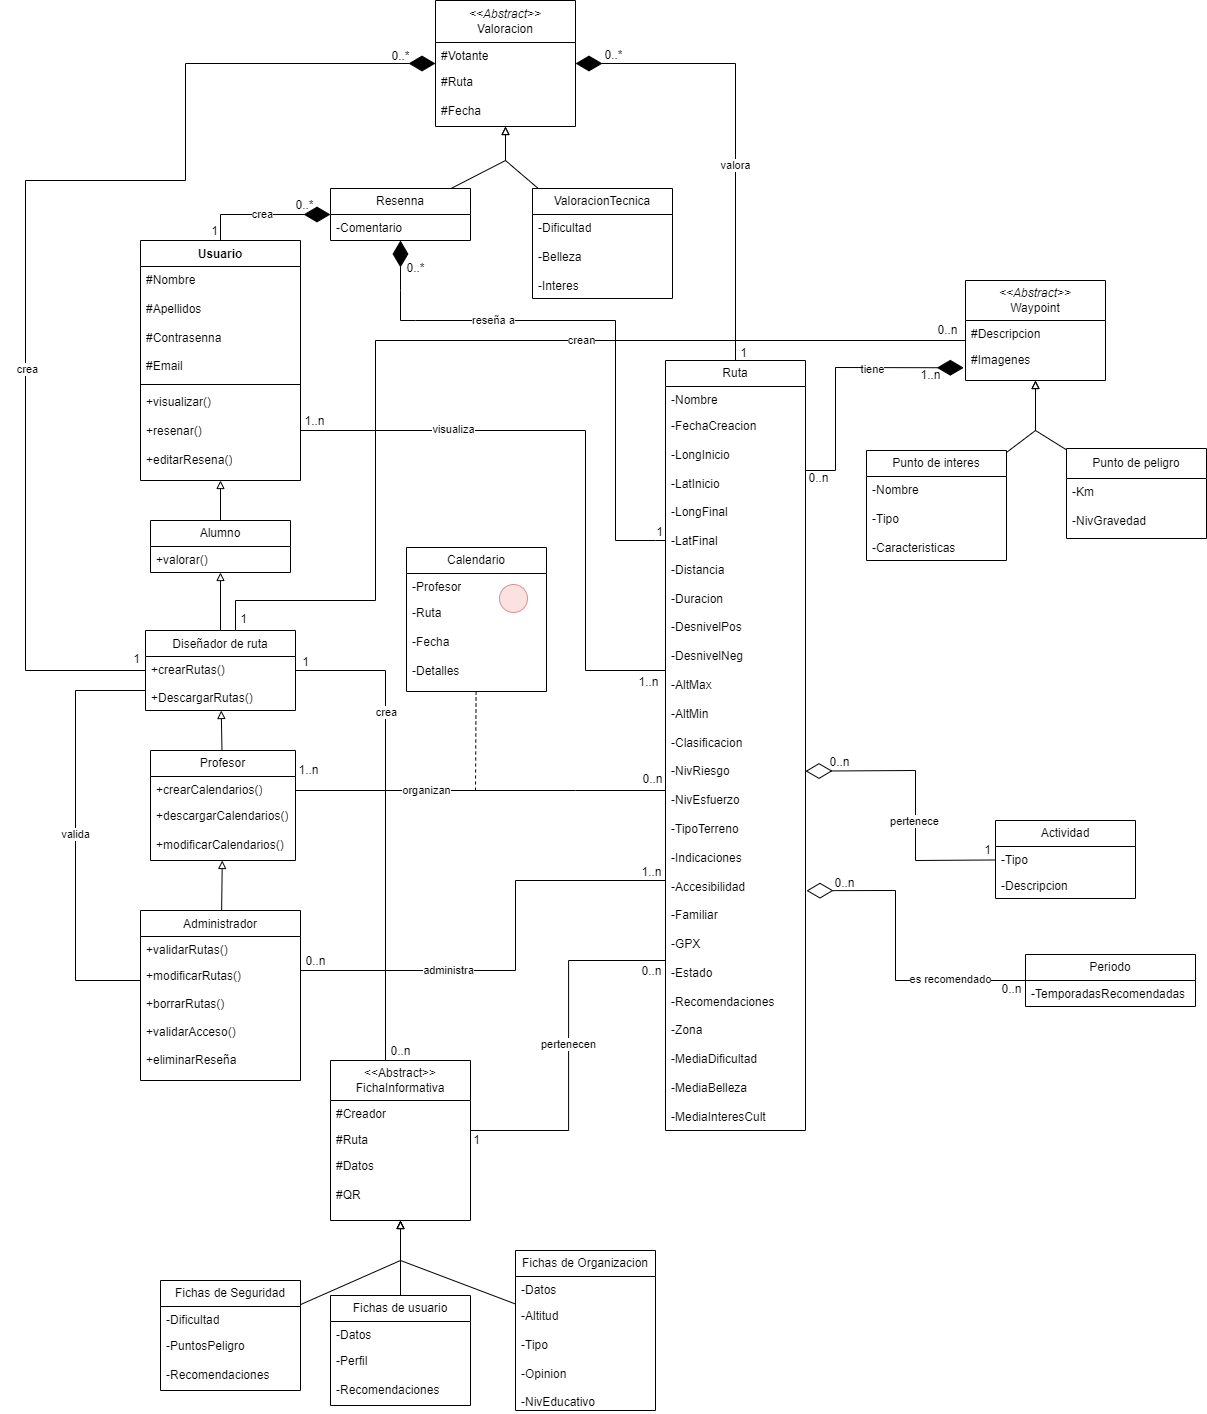 <<Abstract>>
Valoracion
#Votante
#Ruta
#Fecha
0..*
0..*
valora
1
crea
1
Resenna
-Comentario
0..*
crea
1
0..*
reseña a
1
ValoracionTecnica
-Dificultad
-Belleza
-Interes
Usuario
#Nombre
#Apellidos
#Contrasenna
#Email
+visualizar()
+resenar()
+editarResena()
1..n
visualiza
1..n
Alumno
+valorar()
Diseñador de ruta
+crearRutas()
+DescargarRutas()
1
crean
0..n
1
crea
0..n
valida
Profesor
+crearCalendarios()
+descargarCalendarios()
+modificarCalendarios()
1..n
organizan
0..n
Calendario
-Profesor
-Ruta
-Fecha
-Detalles
Administrador
+validarRutas()
+modificarRutas()
+borrarRutas()
+validarAcceso()
+eliminarReseña
0..n
administra
1..n
<<Abstract>>
Waypoint
#Descripcion
#Imagenes
1..n
tiene
0..n
Punto de interes
-Nombre
-Tipo
-Caracteristicas
Punto de peligro
-Km
-NivGravedad
Ruta
-Nombre
-FechaCreacion
-LongInicio
-LatInicio
-LongFinal
-LatFinal
-Distancia
-Duracion
-DesnivelPos
-DesnivelNeg
-AltMax
-AltMin
-Clasificacion
-NivRiesgo
-NivEsfuerzo
-TipoTerreno
-Indicaciones
-Accesibilidad
-Familiar
-GPX
-Estado
-Recomendaciones
-Zona
-MediaDificultad
-MediaBelleza
-MediaInteresCult
0..n
pertenece
1
Actividad
-Tipo
-Descripcion
0..n
es recomendado
0..n
Periodo
-TemporadasRecomendadas
0..n
pertenecen
1
<<Abstract>>
FichaInformativa
#Creador
#Ruta
#Datos
#QR
Fichas de Seguridad
-Dificultad
-PuntosPeligro
-Recomendaciones
Fichas de usuario
-Datos
-Perfil
-Recomendaciones
Fichas de Organizacion
-Datos
-Altitud
-Tipo
-Opinion
-NivEducativo